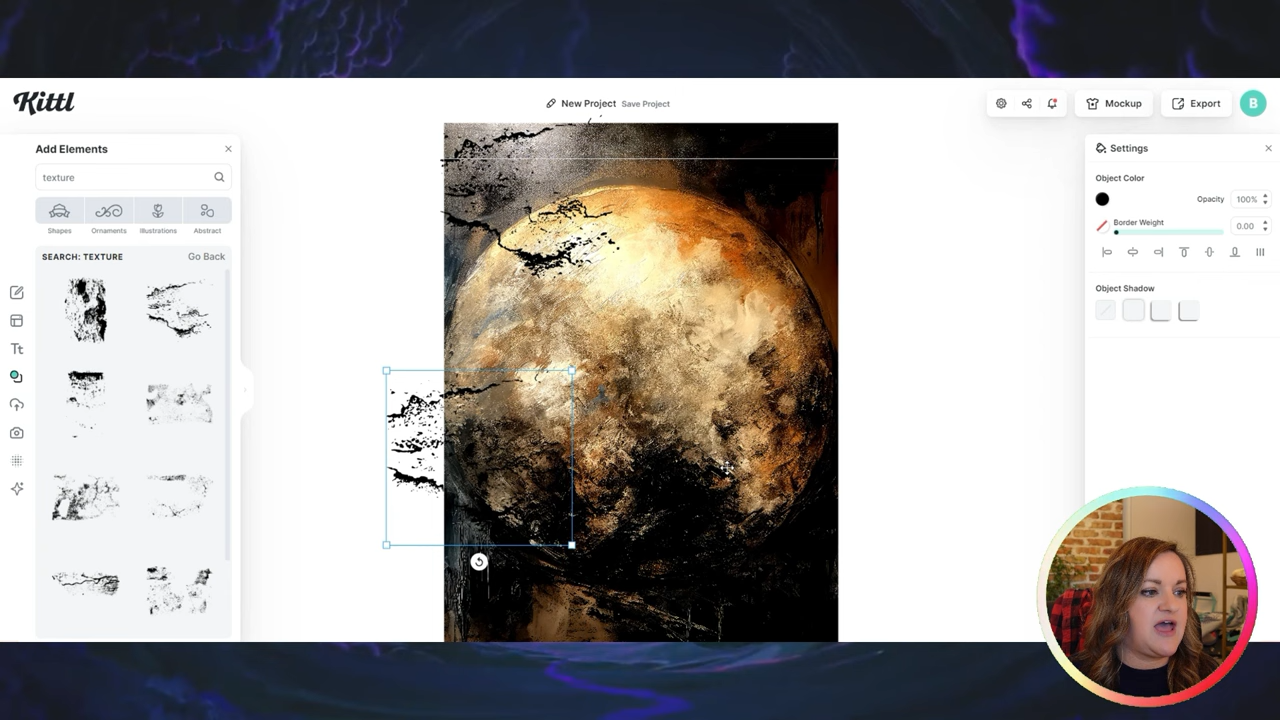 Kittl
New Project Save Project
Mockup
Export
B
Add Elements
texture
Shapes Ornaments Illustrations Abstract
SEARCH: TEXTURE Go Back
Tt
Settings
Object Color
Opacity 100%
Border Weight
0.00
Object Shadow